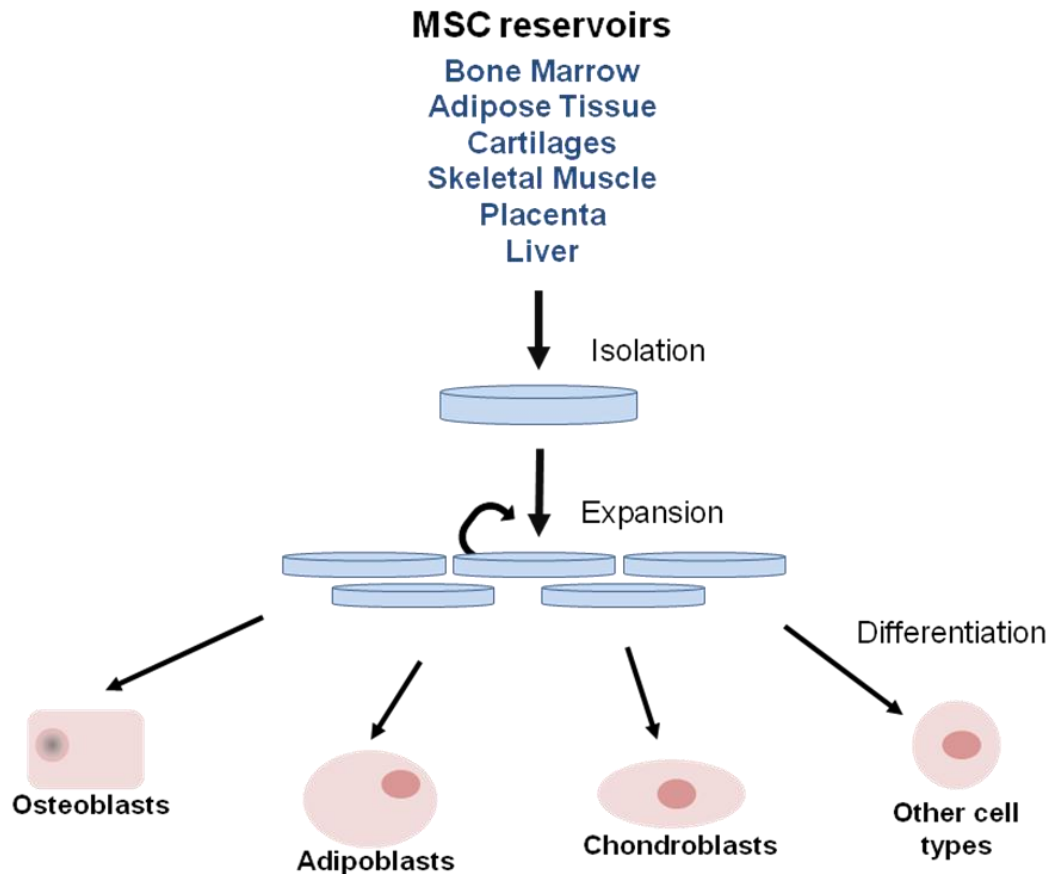 MSC reservoirs
Bone Marrow
Adipose Tissue
Cartilages
Skeletal Muscle
Placenta
Liver
Isolation
Expansion
Differentiation
Osteoblasts
Adipoblasts
Chondroblasts
Other cell
types